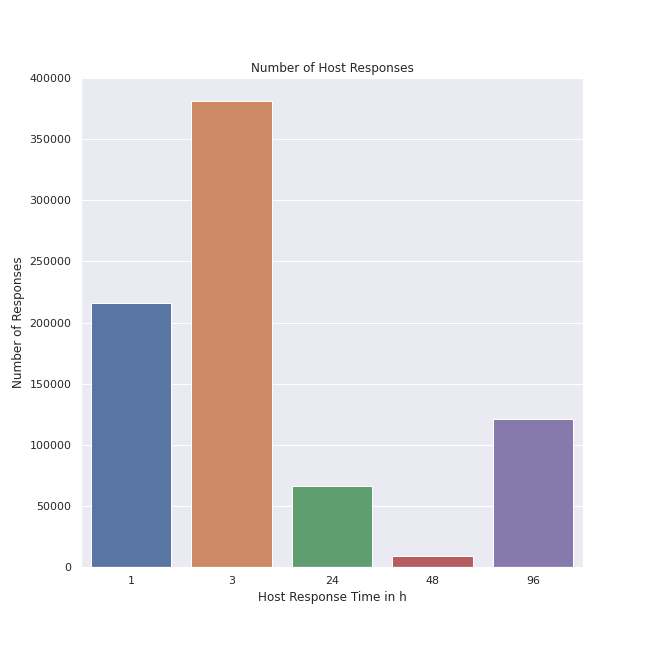 Number of Host Responses
400000
350000
300000
250000
200000
150000
100000
50000
0
Number of Responses
1 3 24 48 96
Host Response Time in h